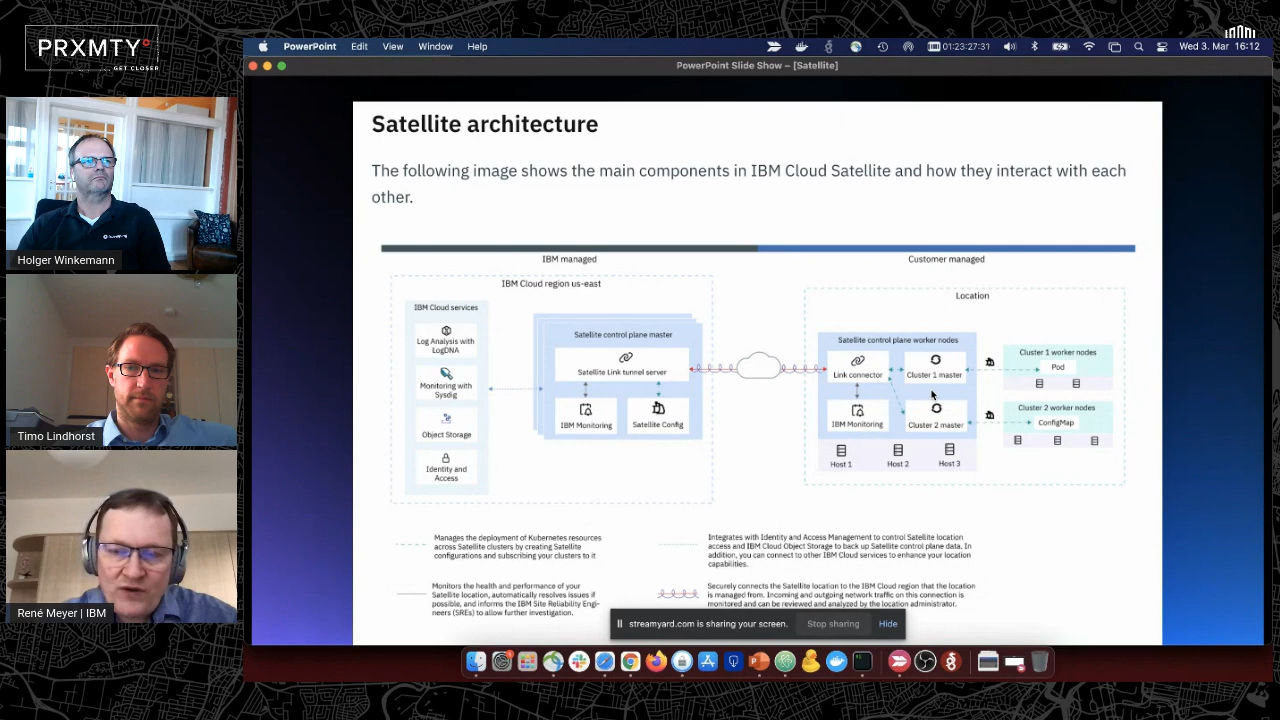 PRXMTY°
GET CLOSER
PowerPoint Edit View Window Help
01:23:27:31
Wed 3. Mar 16:12
PowerPoint Slide Show – [Satellite]
Holger Winkemann
Timo Lindhorst
René Meyer | IBM
Satellite architecture
The following image shows the main components in IBM Cloud Satellite and how they interact with each
other.
IBM managed
Customer managed
IBM Cloud region us-east
Location
IBM Cloud services
Log Analysis with
LogDNA
Monitoring with
Sysdig
Object Storage
Identity and
Access
Satellite control plane master
Satellite Link tunnel server
IBM Monitoring
Satellite Config
Satellite control plane worker nodes
Link connector
Cluster 1 master
IBM Monitoring
Cluster 2 master
Host 1
Host 2
Host 3
Cluster 1 worker nodes
Pod
Cluster 2 worker nodes
ConfigMap
Manages the deployment of Kubernetes resources
across Satellite clusters by creating Satellite
configurations and subscribing your clusters to it
Integrates with Identity and Access Management to control Satellite location
access and IBM Cloud Object Storage to back up Satellite control plane data. In
addition, you can connect to other IBM Cloud services to enhance your location
capabilities.
Monitors the health and performance of your
Satellite location, automatically resolves issues if
possible, and informs the IBM Site Reliability Engi-
neers (SREs) to allow further investigation.
Securely connects the Satellite location to the IBM Cloud region that the location
is managed from. Incoming and outgoing network traffic on this connection is
monitored and can be reviewed and analyzed by the location administrator.
streamyard.com is sharing your screen.
Stop sharing
Hide